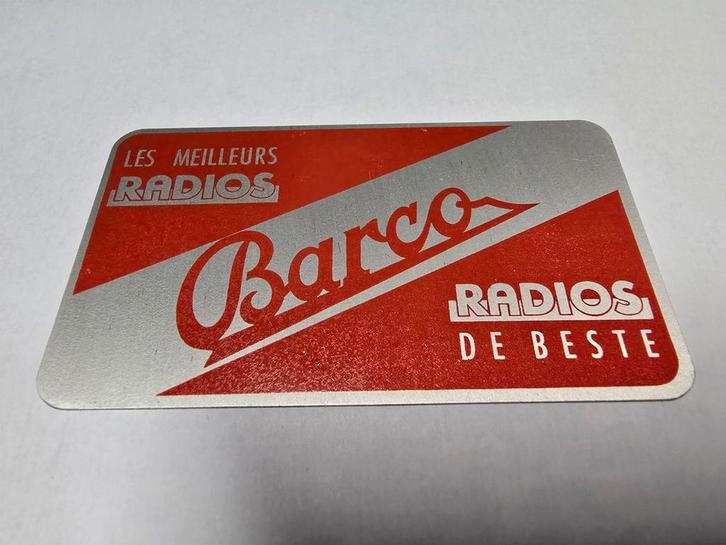 LES MEILLEURS
RADIOS
Barco
RADIOS
DE BESTE